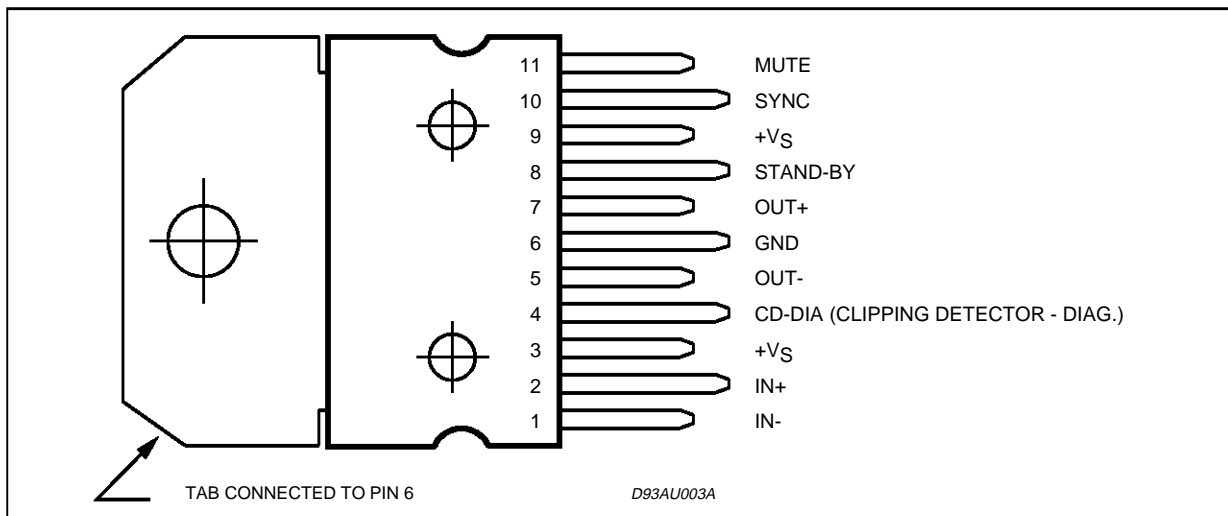 11 MUTE
10 SYNC
9 +VS
8 STAND-BY
7 OUT+
6 GND
5 OUT-
4 CD-DIA (CLIPPING DETECTOR - DIAG.)
3 +VS
2 IN+
1 IN-
TAB CONNECTED TO PIN 6
D93AU003A